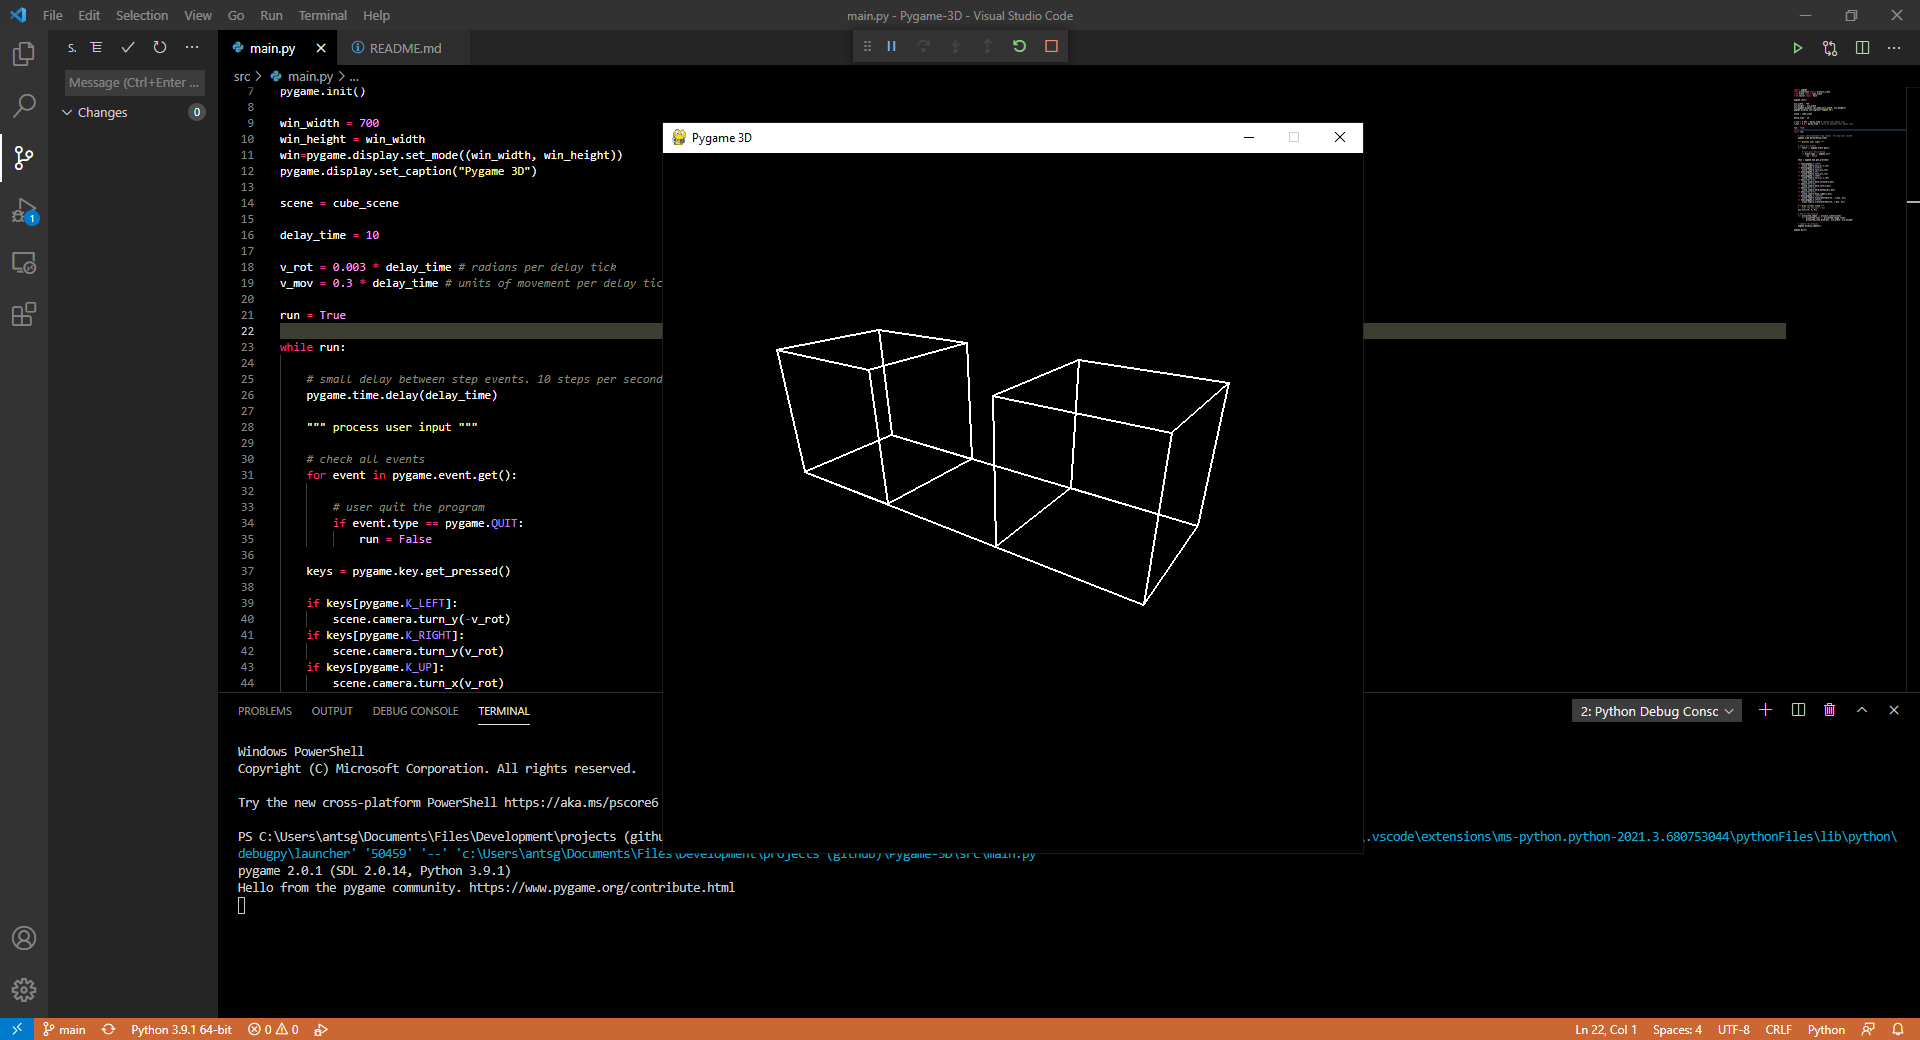 File Edit Selection View Go Run Terminal Help
main.py - Pygame-3D - Visual Studio Code
S.
Message (Ctrl+Enter ...
Changes 0
1
main.py
README.md
src > main.py > ...
7 pygame.init()
8
9 win_width = 700
10 win_height = win_width
11 win=pygame.display.set_mode((win_width, win_height))
12 pygame.display.set_caption("Pygame 3D")
13
14 scene = cube_scene
15
16 delay_time = 10
17
18 v_rot = 0.003 * delay_time # radians per delay tick
19 v_mov = 0.3 * delay_time # units of movement per delay tic
20
21 run = True
22
23 while run:
24
25 # small delay between step events. 10 steps per second
26 pygame.time.delay(delay_time)
27
28 """ process user input """
29
30 # check all events
31 for event in pygame.event.get():
32
33 # user quit the program
34 if event.type == pygame.QUIT:
35 run = False
36
37 keys = pygame.key.get_pressed()
38
39 if keys[pygame.K_LEFT]:
40 scene.camera.turn_y(-v_rot)
41 if keys[pygame.K_RIGHT]:
42 scene.camera.turn_y(v_rot)
43 if keys[pygame.K_UP]:
44 scene.camera.turn_x(v_rot)
Pygame 3D
PROBLEMS OUTPUT DEBUG CONSOLE TERMINAL
2: Python Debug Consc
Windows PowerShell
Copyright (C) Microsoft Corporation. All rights reserved.
Try the new cross-platform PowerShell https://aka.ms/pscore6
PS C:\Users\antsg\Documents\Files\Development\projects (githu .vscode\extensions\ms-python.python-2021.3.680753044\pythonFiles\lib\python\
debugpy\launcher' '50459' '--' 'c:\Users\antsg\Documents\Files\Development\projects (github)\Pygame-3D\src\main.py
pygame 2.0.1 (SDL 2.0.14, Python 3.9.1)
Hello from the pygame community. https://www.pygame.org/contribute.html
main Python 3.9.1 64-bit 0 0
Ln 22, Col 1 Spaces: 4 UTF-8 CRLF Python